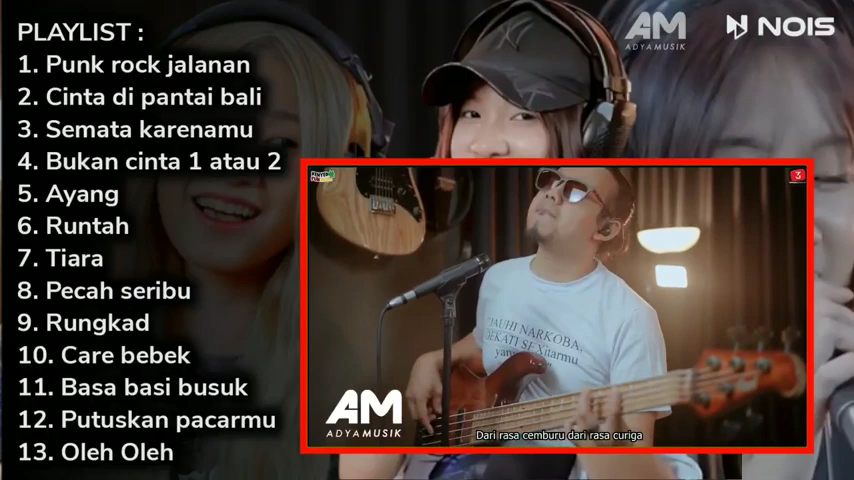 PLAYLIST :
1. Punk rock jalanan
2. Cinta di pantai bali
3. Semata karenamu
4. Bukan cinta 1 atau 2
5. Ayang
6. Runtah
7. Tiara
8. Pecah seribu
9. Rungkad
10. Care bebek
11. Basa basi busuk
12. Putuskan pacarmu
13. Oleh Oleh
AM
ADYAMUSIK
NOIS
3
"JAUHI NARKOBA,
DEKATI SEXitarmu
AM
ADYAMUSIK
Dari rasa cemburu dari rasa curiga